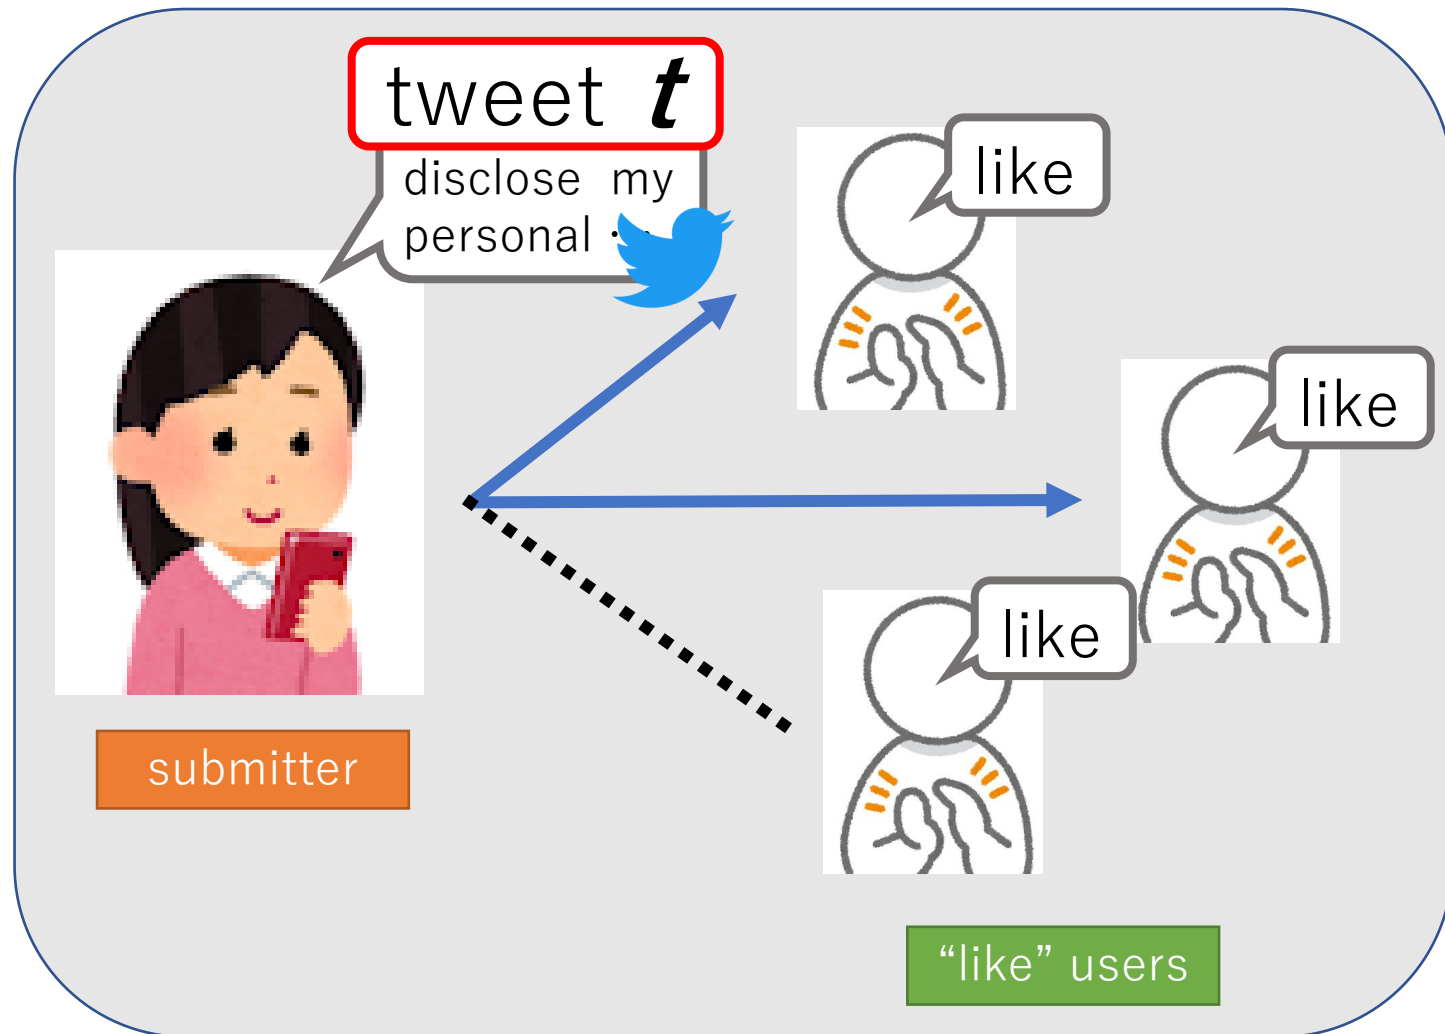 tweet t
disclose my
personal
like
like
like
submitter
“like” users